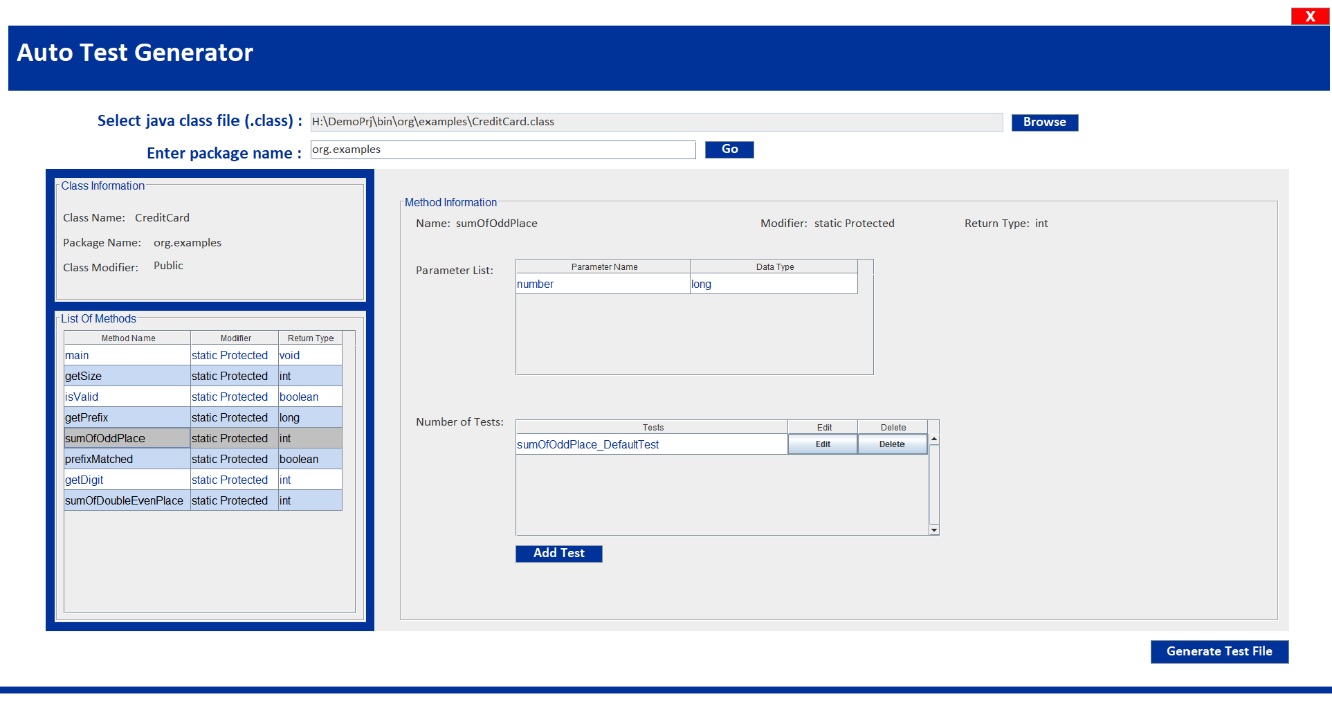 X
Auto Test Generator
Select java class file (.class) : H:\DemoPrj\bin\org\examples\CreditCard.class Browse
Enter package name : org.examples Go
Class Information
Class Name: CreditCard
Package Name: org.examples
Class Modifier: Public
List Of Methods
Method Name Modifier Return Type
main static Protected void
getSize static Protected int
isValid static Protected boolean
getPrefix static Protected long
sumOfOddPlace static Protected int
prefixMatched static Protected boolean
getDigit static Protected int
sumOfDoubleEvenPlace static Protected int
Method Information
Name: sumOfOddPlace Modifier: static Protected Return Type: int
Parameter List: Parameter Name Data Type
number long
Number of Tests: Tests Edit Delete
sumOfOddPlace_DefaultTest Edit Delete
Add Test
Generate Test File